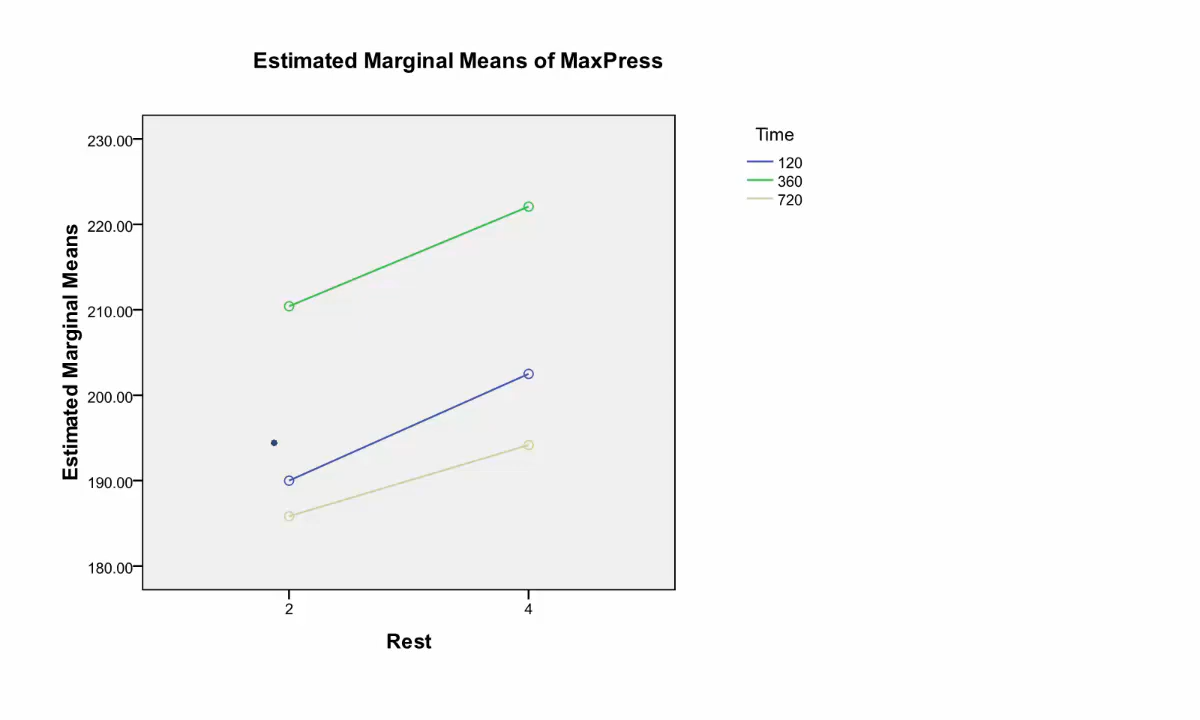 Estimated Marginal Means of MaxPress
Time
120
360
720
Estimated Marginal Means
230.00
220.00
210.00
200.00
190.00
180.00
2
4
Rest